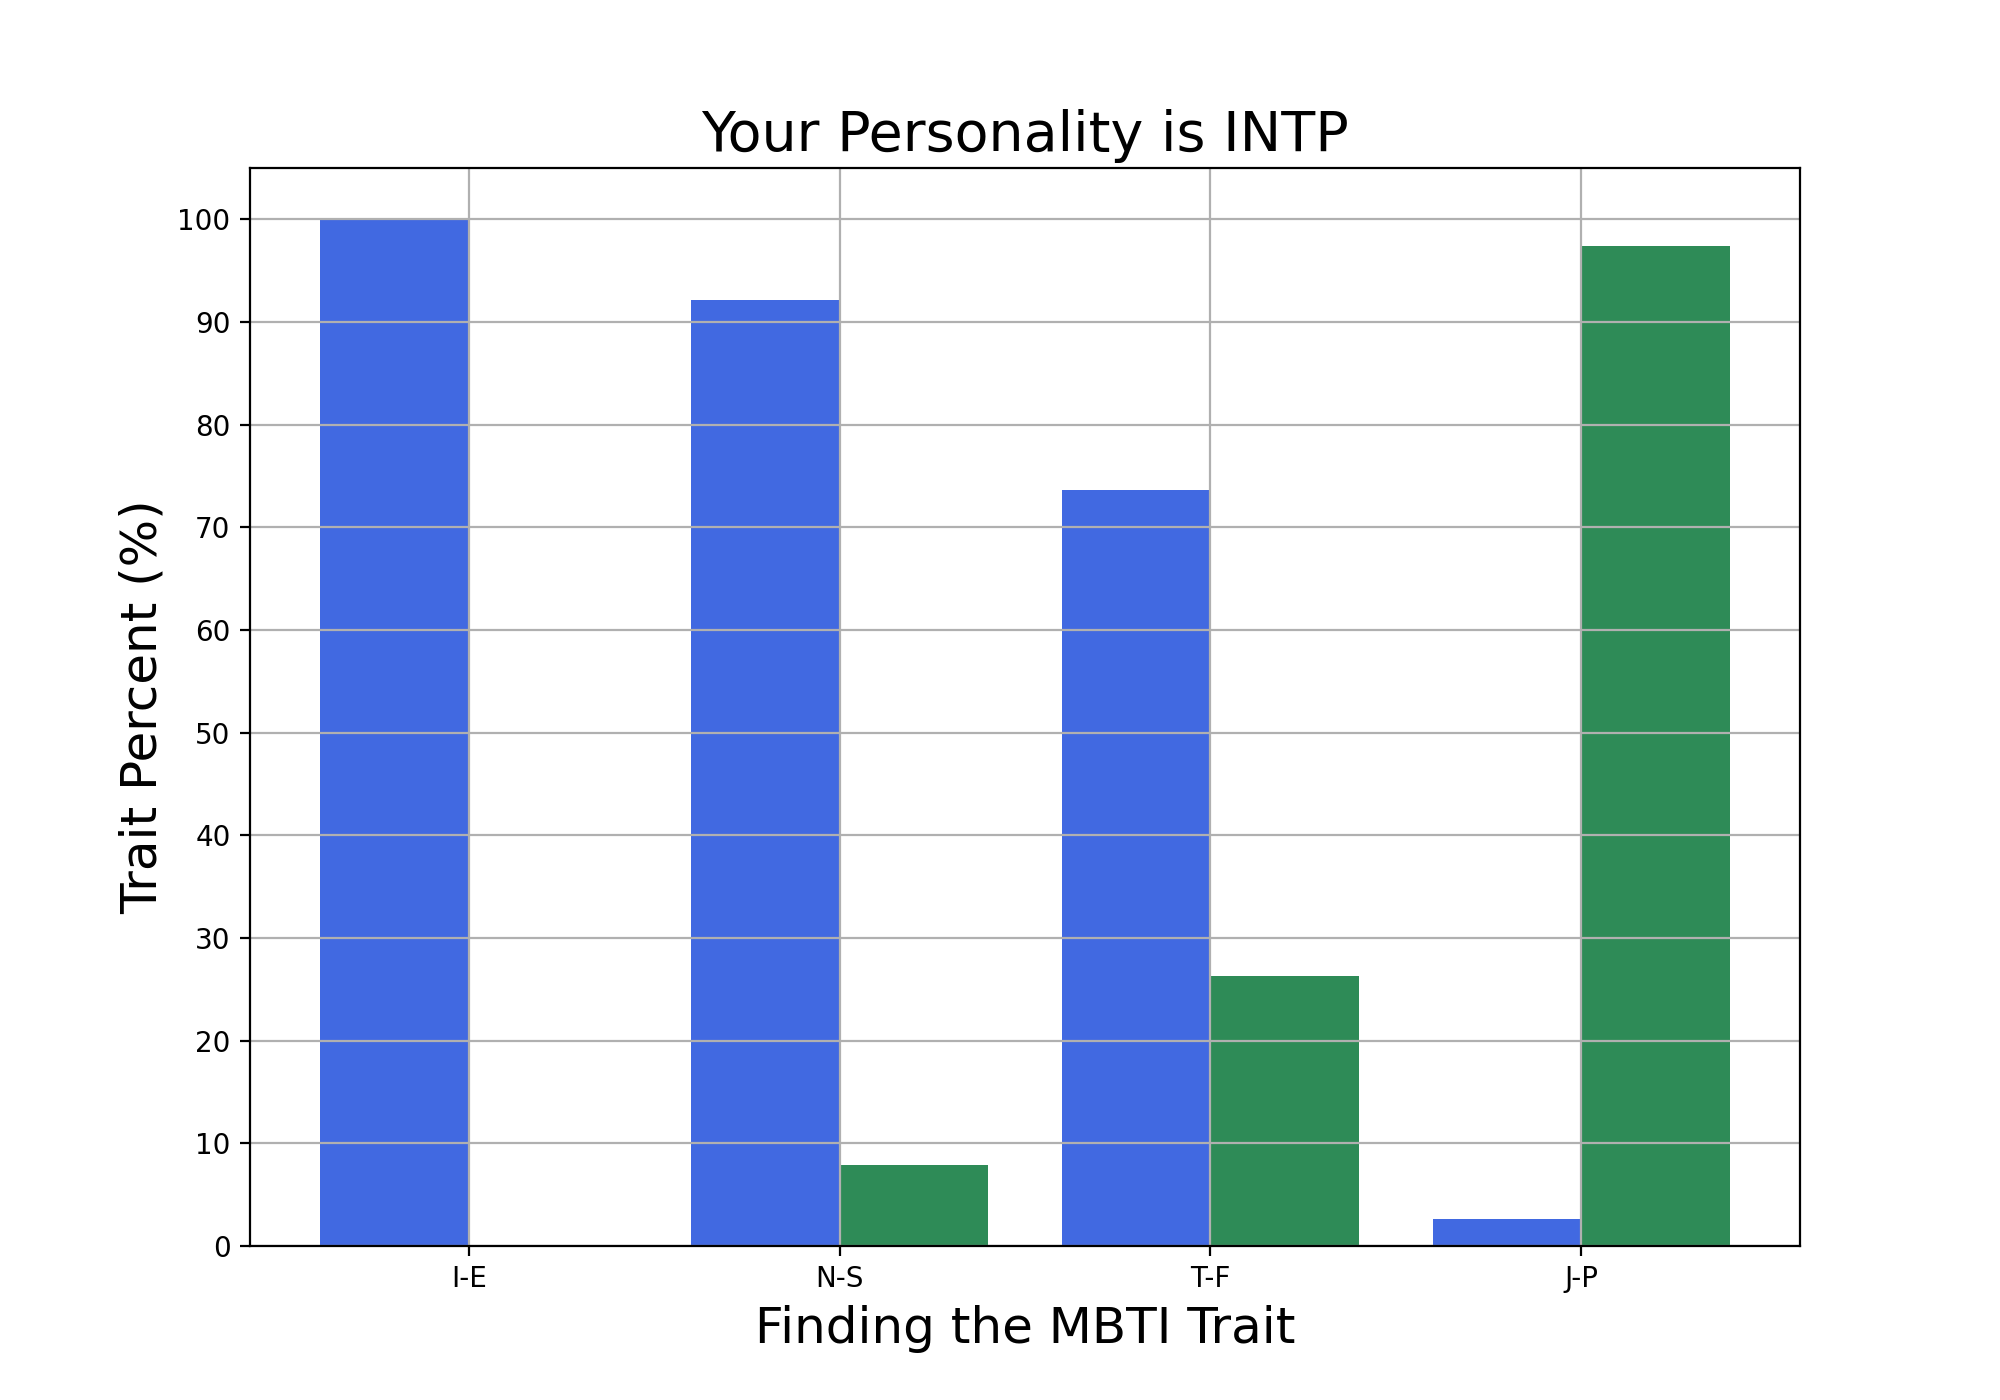 Your Personality is INTP
Trait Percent (%)
100
90
80
70
60
50
40
30
20
10
0
I-E
N-S
T-F
J-P
Finding the MBTI Trait